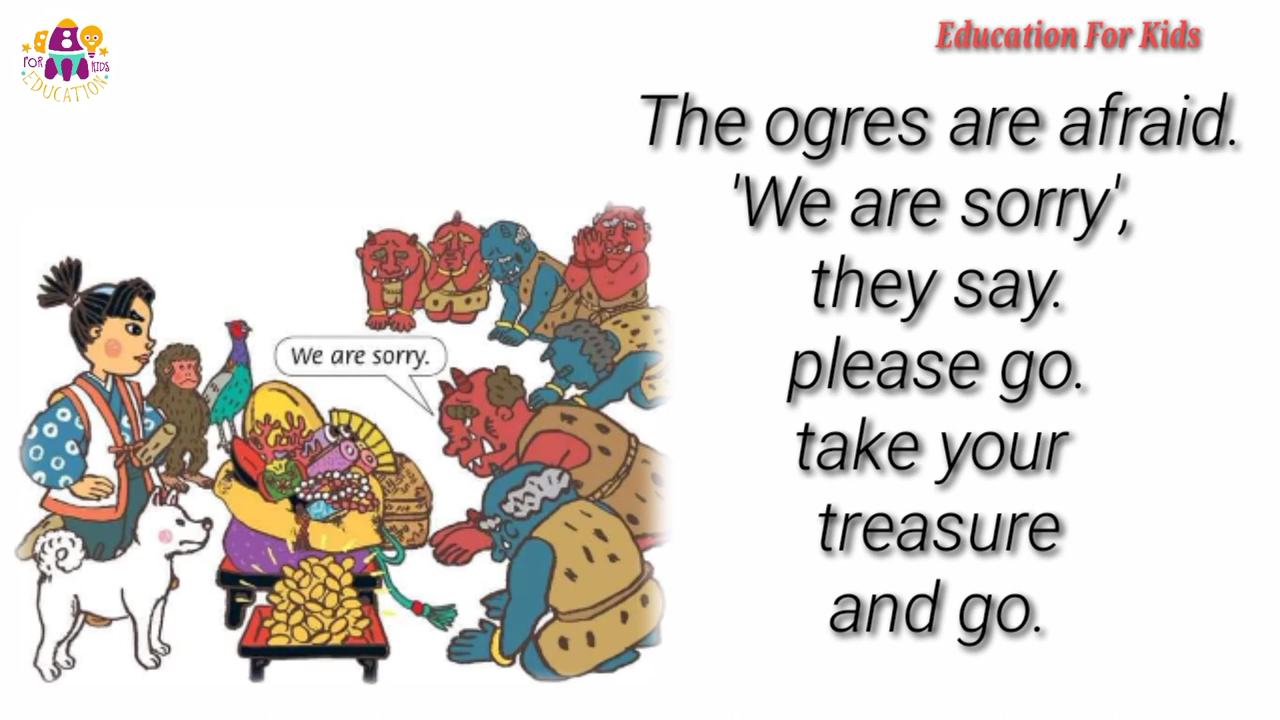 FOR KIDS
EDUCATION
Education For Kids
The ogres are afraid.
'We are sorry',
they say.
please go.
take your
treasure
and go.
We are sorry.